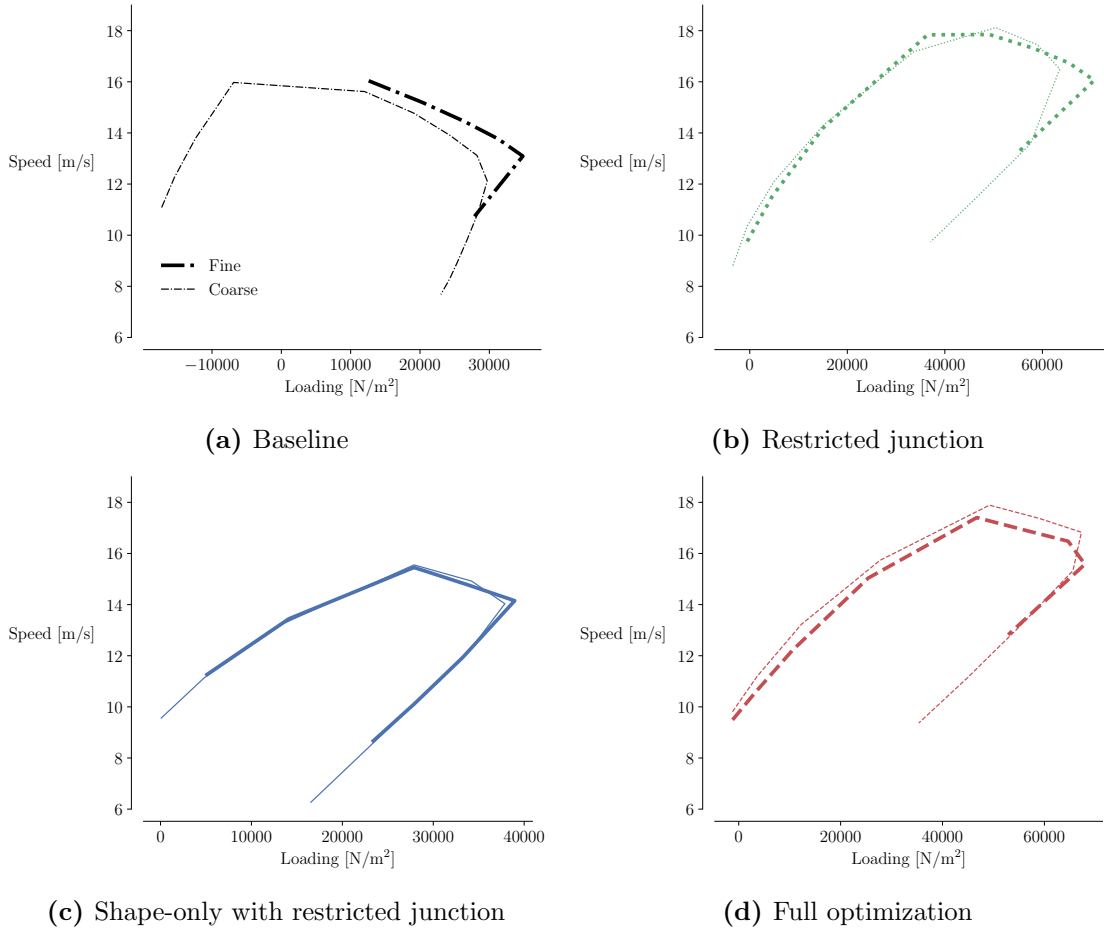 18
16
14
12
10
8
6
Speed [m/s]
Fine
Coarse
−10000 0 10000 20000 30000
Loading [N/m²]
(a) Baseline
18
16
14
12
10
8
6
Speed [m/s]
0 20000 40000 60000
Loading [N/m²]
(b) Restricted junction
18
16
14
12
10
8
6
Speed [m/s]
0 10000 20000 30000 40000
Loading [N/m²]
(c) Shape-only with restricted junction
18
16
14
12
10
8
6
Speed [m/s]
0 20000 40000 60000
Loading [N/m²]
(d) Full optimization